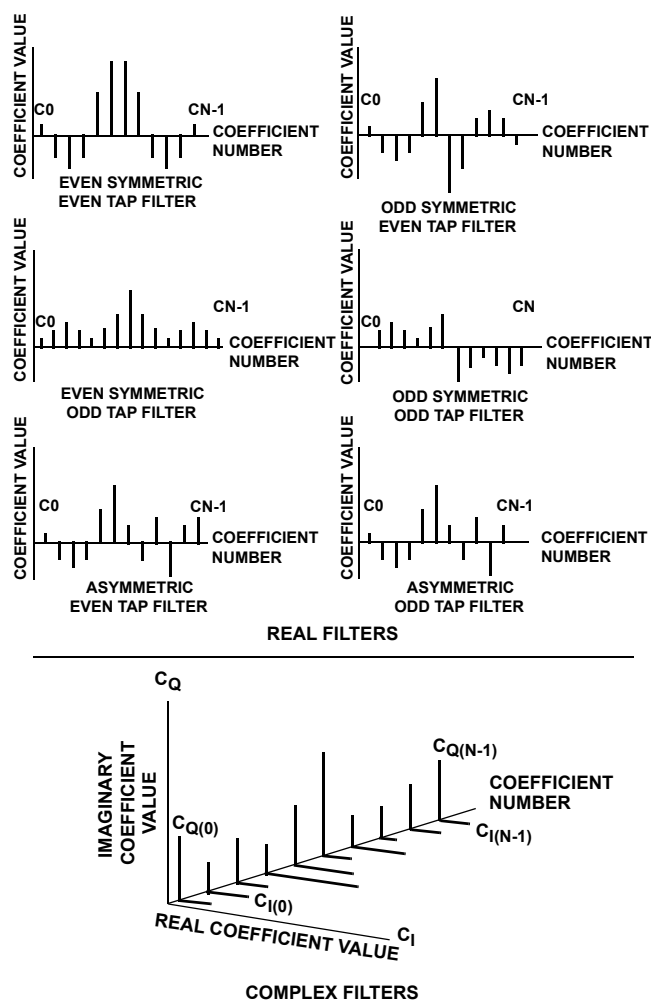 COEFFICIENT VALUE
C0
CN-1
COEFFICIENT
NUMBER
EVEN SYMMETRIC
EVEN TAP FILTER
COEFFICIENT VALUE
C0
CN-1
COEFFICIENT
NUMBER
ODD SYMMETRIC
EVEN TAP FILTER
COEFFICIENT VALUE
C0
CN-1
COEFFICIENT
NUMBER
EVEN SYMMETRIC
ODD TAP FILTER
COEFFICIENT VALUE
C0
CN
COEFFICIENT
NUMBER
ODD SYMMETRIC
ODD TAP FILTER
COEFFICIENT VALUE
C0
CN-1
COEFFICIENT
NUMBER
ASYMMETRIC
EVEN TAP FILTER
COEFFICIENT VALUE
C0
CN-1
COEFFICIENT
NUMBER
ASYMMETRIC
ODD TAP FILTER
REAL FILTERS
CQ
IMAGINARY
COEFFICIENT
VALUE
CQ(0)
CQ(N-1)
COEFFICIENT
NUMBER
CI(N-1)
CI(0)
REAL COEFFICIENT VALUE
CI
COMPLEX FILTERS